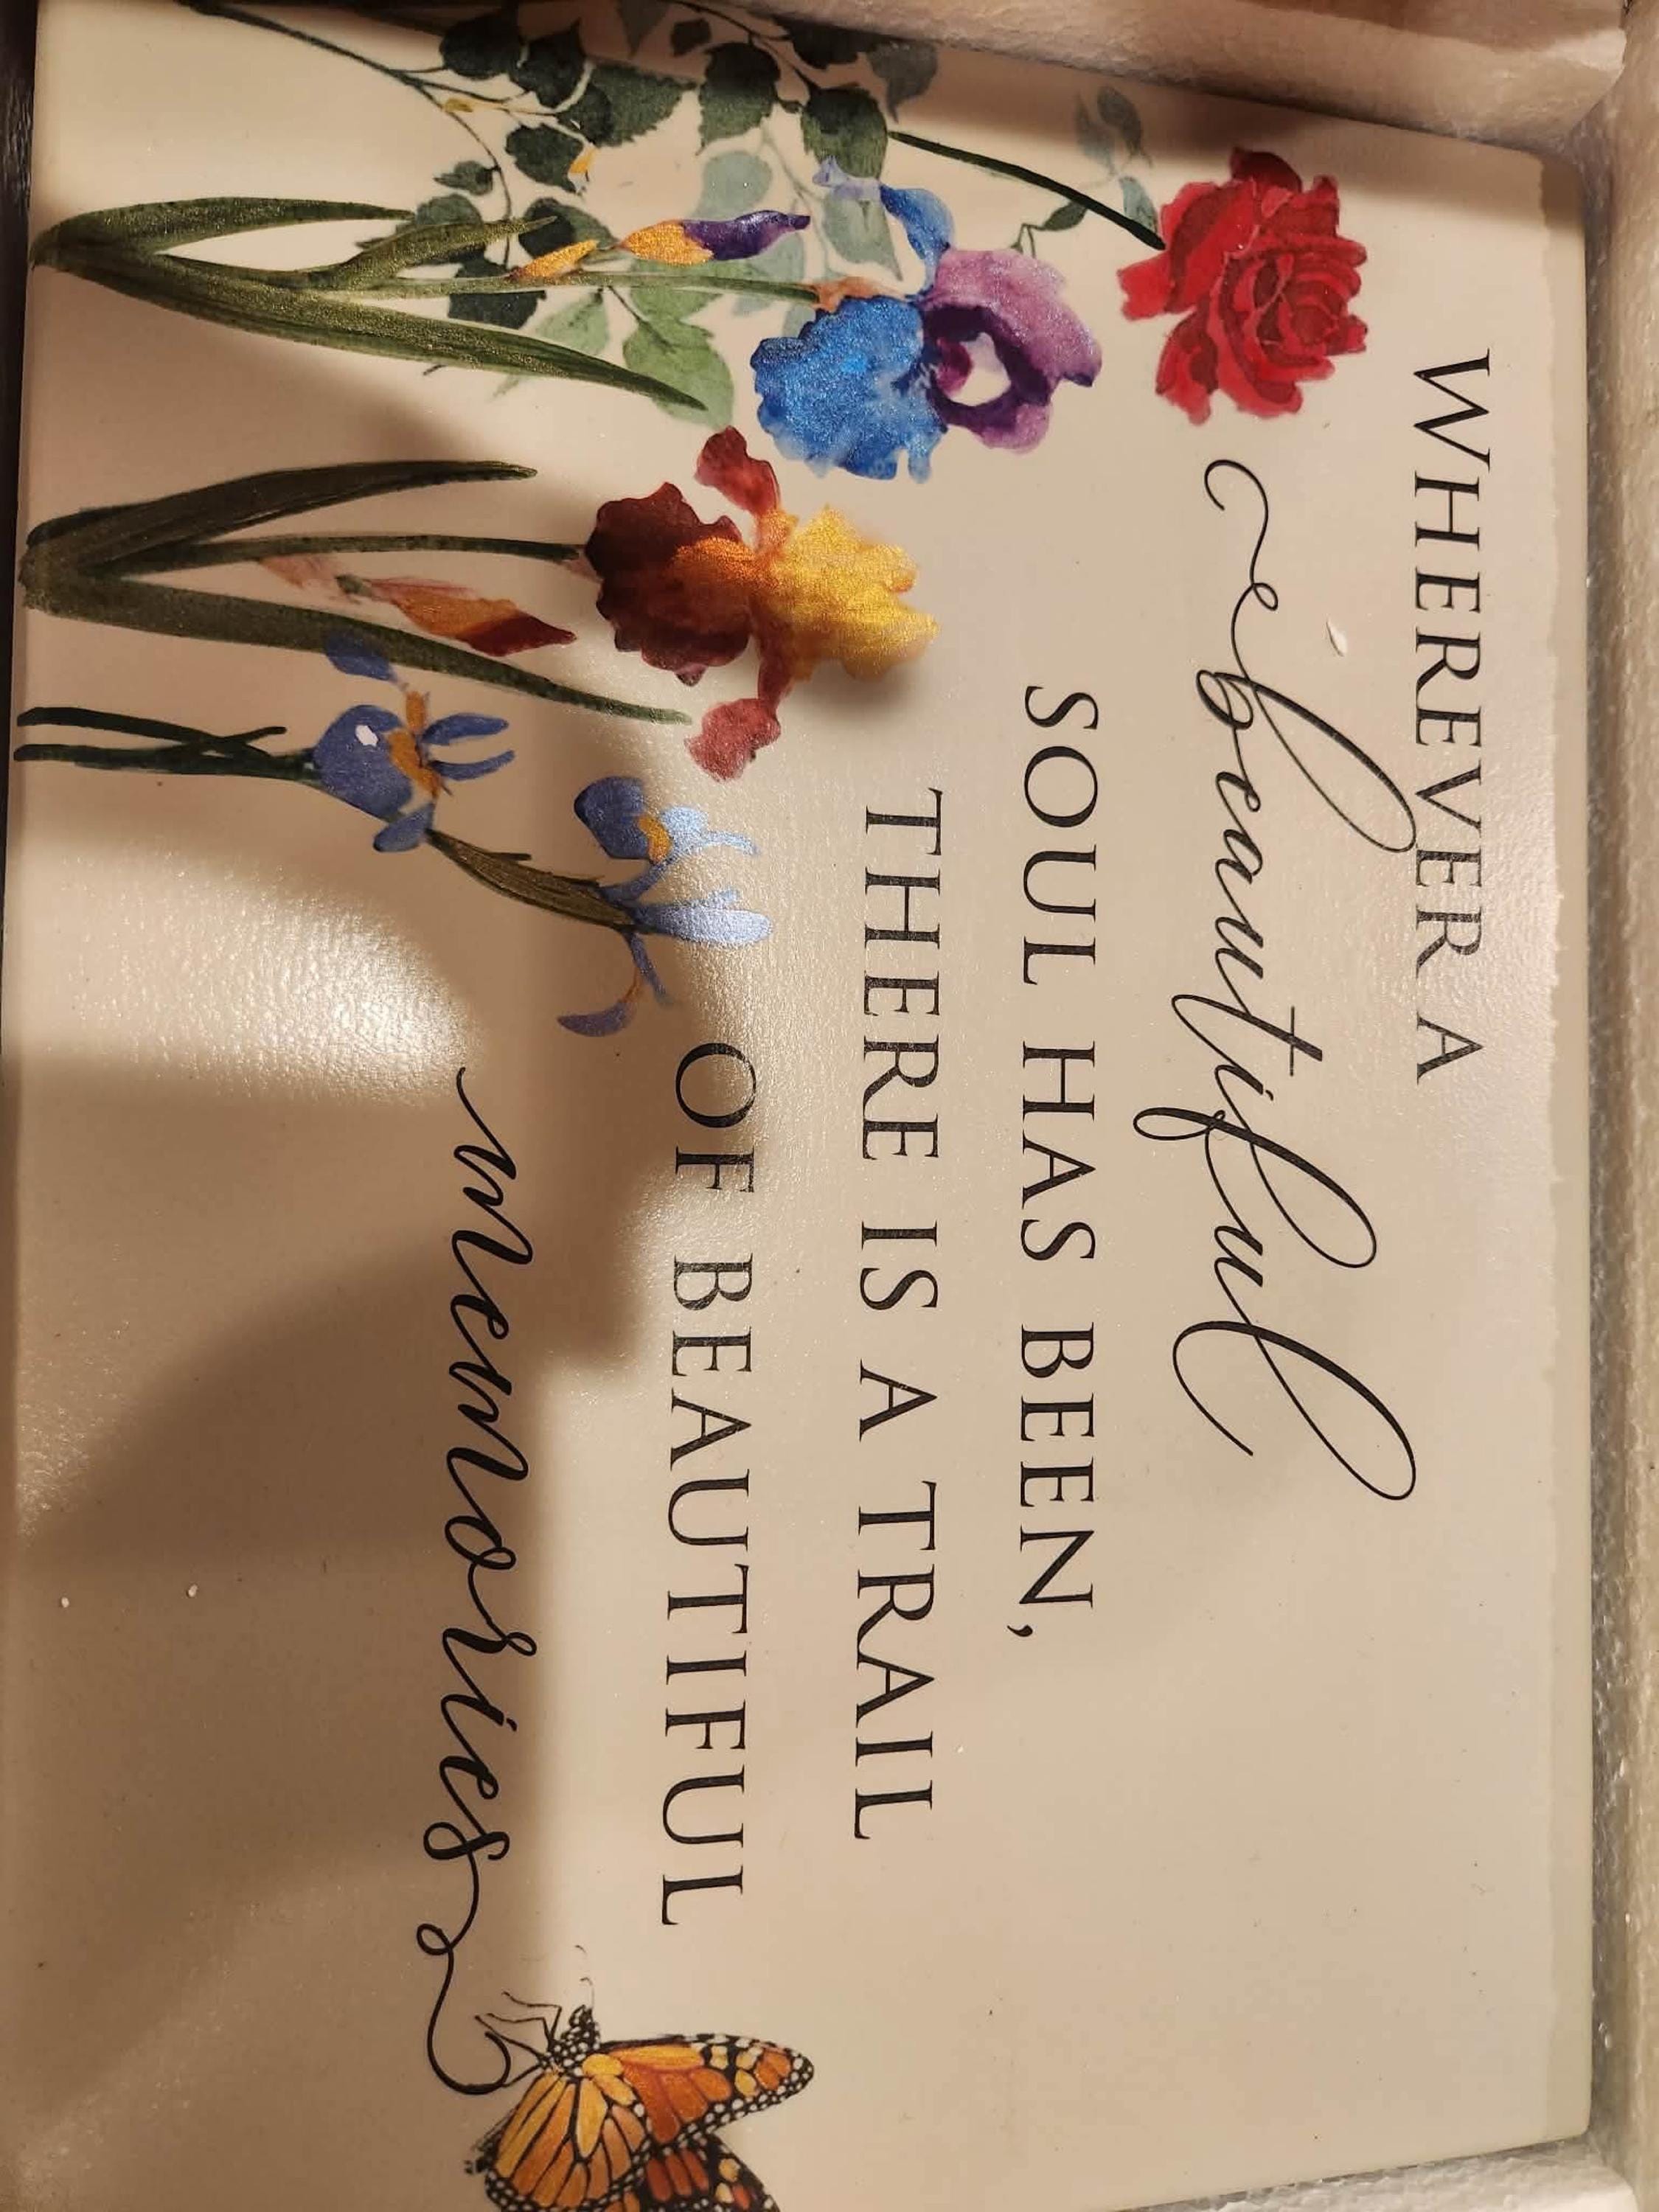 WHEREVER A
beautiful
SOUL HAS BEEN,
THERE IS A TRAIL
OF BEAUTIFUL
memories